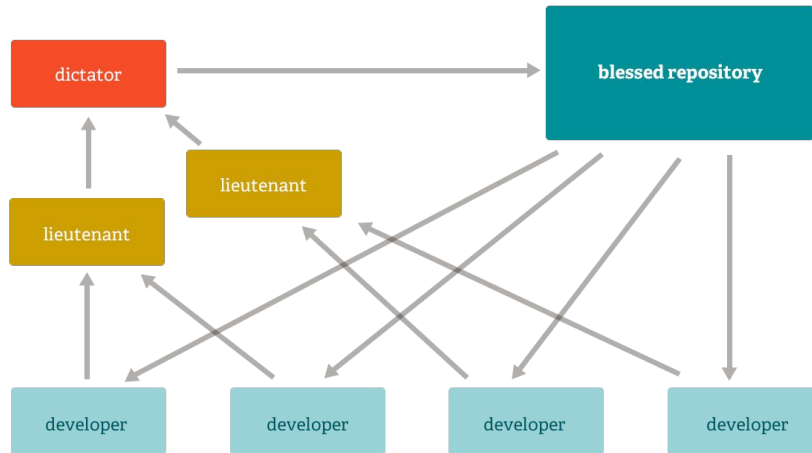 dictator
blessed repository
lieutenant
lieutenant
developer
developer
developer
developer